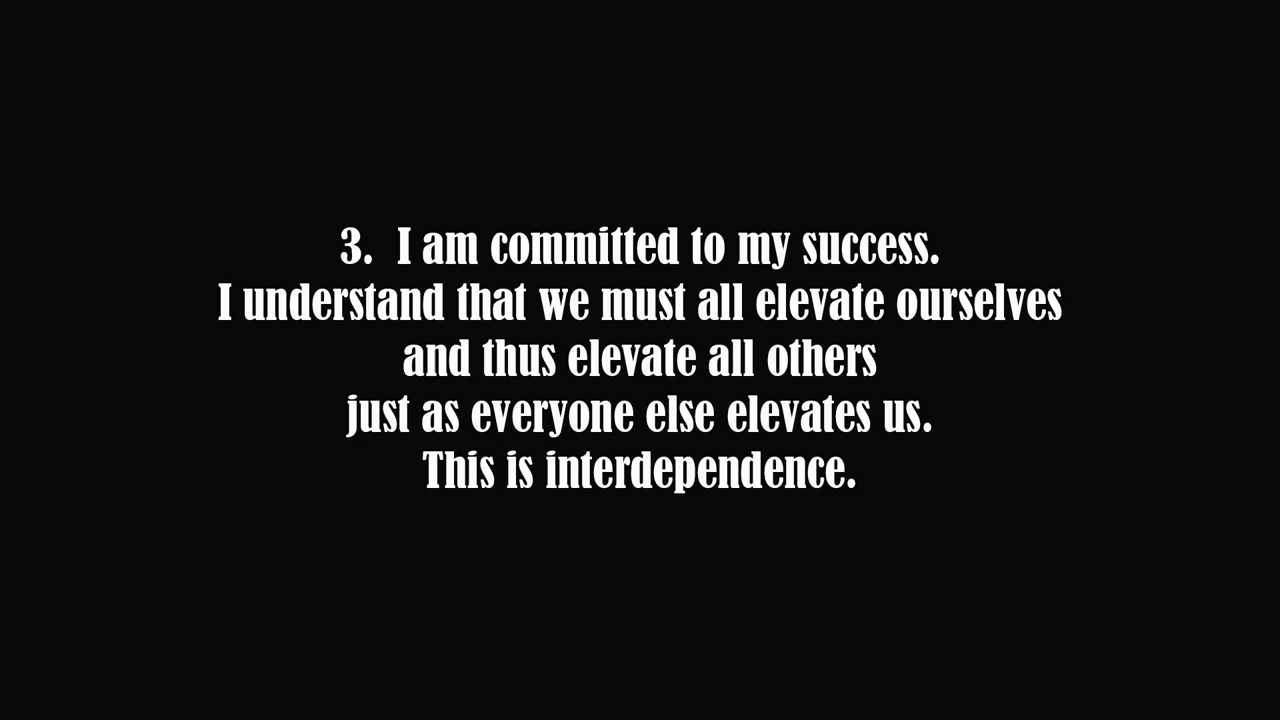 3.  I am committed to my success.
I understand that we must all elevate ourselves
and thus elevate all others
just as everyone else elevates us.
This is interdependence.